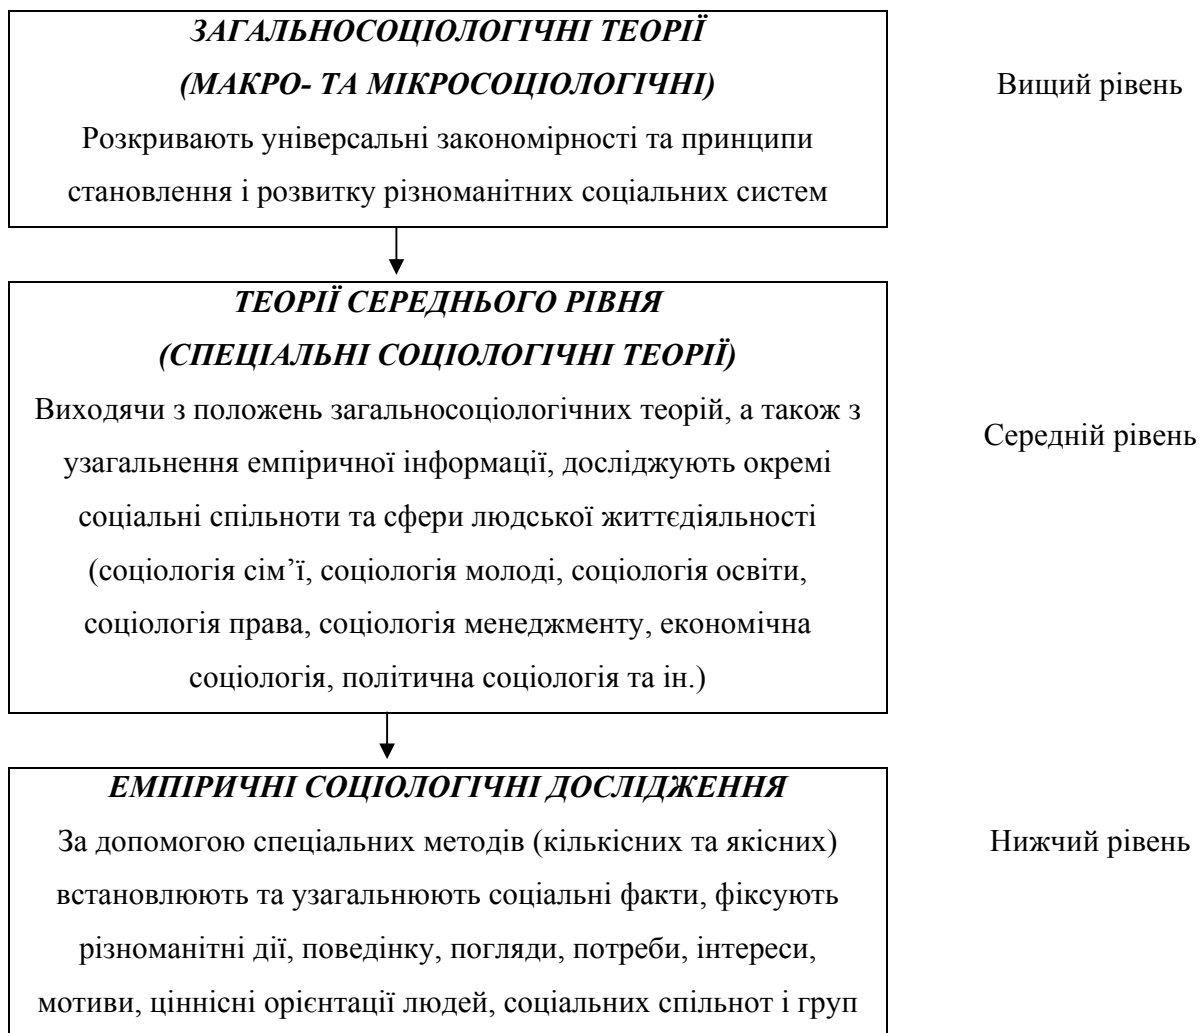 ЗАГАЛЬНОСОЦІОЛОГІЧНІ ТЕОРІЇ
(МАКРО- ТА МІКРОСОЦІОЛОГІЧНІ)
Розкривають універсальні закономірності та принципи
становлення і розвитку різноманітних соціальних систем
Вищий рівень
ТЕОРІЇ СЕРЕДНЬОГО РІВНЯ
(СПЕЦІАЛЬНІ СОЦІОЛОГІЧНІ ТЕОРІЇ)
Виходячи з положень загальносоціологічних теорій, а також з
узагальнення емпіричної інформації, досліджують окремі
соціальні спільноти та сфери людської життєдіяльності
(соціологія сім’ї, соціологія молоді, соціологія освіти,
соціологія права, соціологія менеджменту, економічна
соціологія, політична соціологія та ін.)
Середній рівень
ЕМПІРИЧНІ СОЦІОЛОГІЧНІ ДОСЛІДЖЕННЯ
За допомогою спеціальних методів (кількісних та якісних)
встановлюють та узагальнюють соціальні факти, фіксують
різноманітні дії, поведінку, погляди, потреби, інтереси,
мотиви, ціннісні орієнтації людей, соціальних спільнот і груп
Нижчий рівень